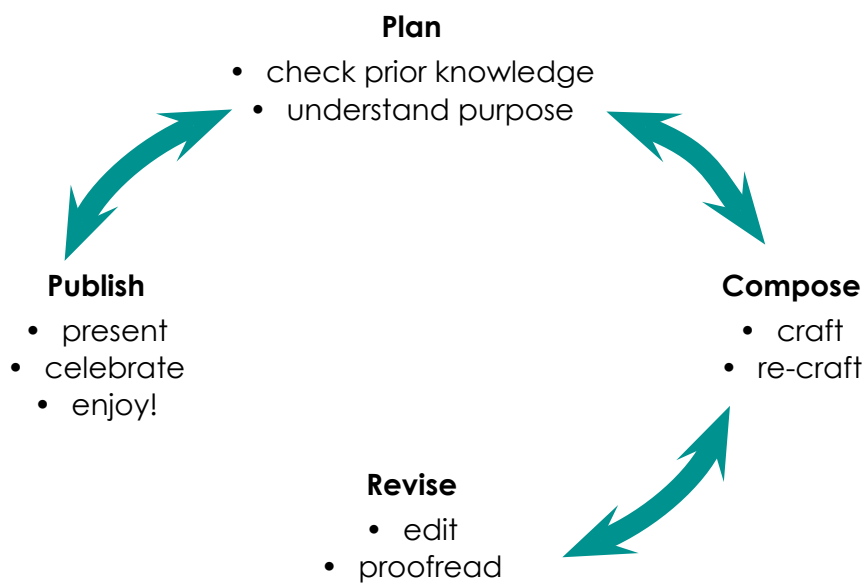 Plan
• check prior knowledge
• understand purpose
Publish
• present
• celebrate
• enjoy!
Compose
• craft
• re-craft
Revise
• edit
• proofread